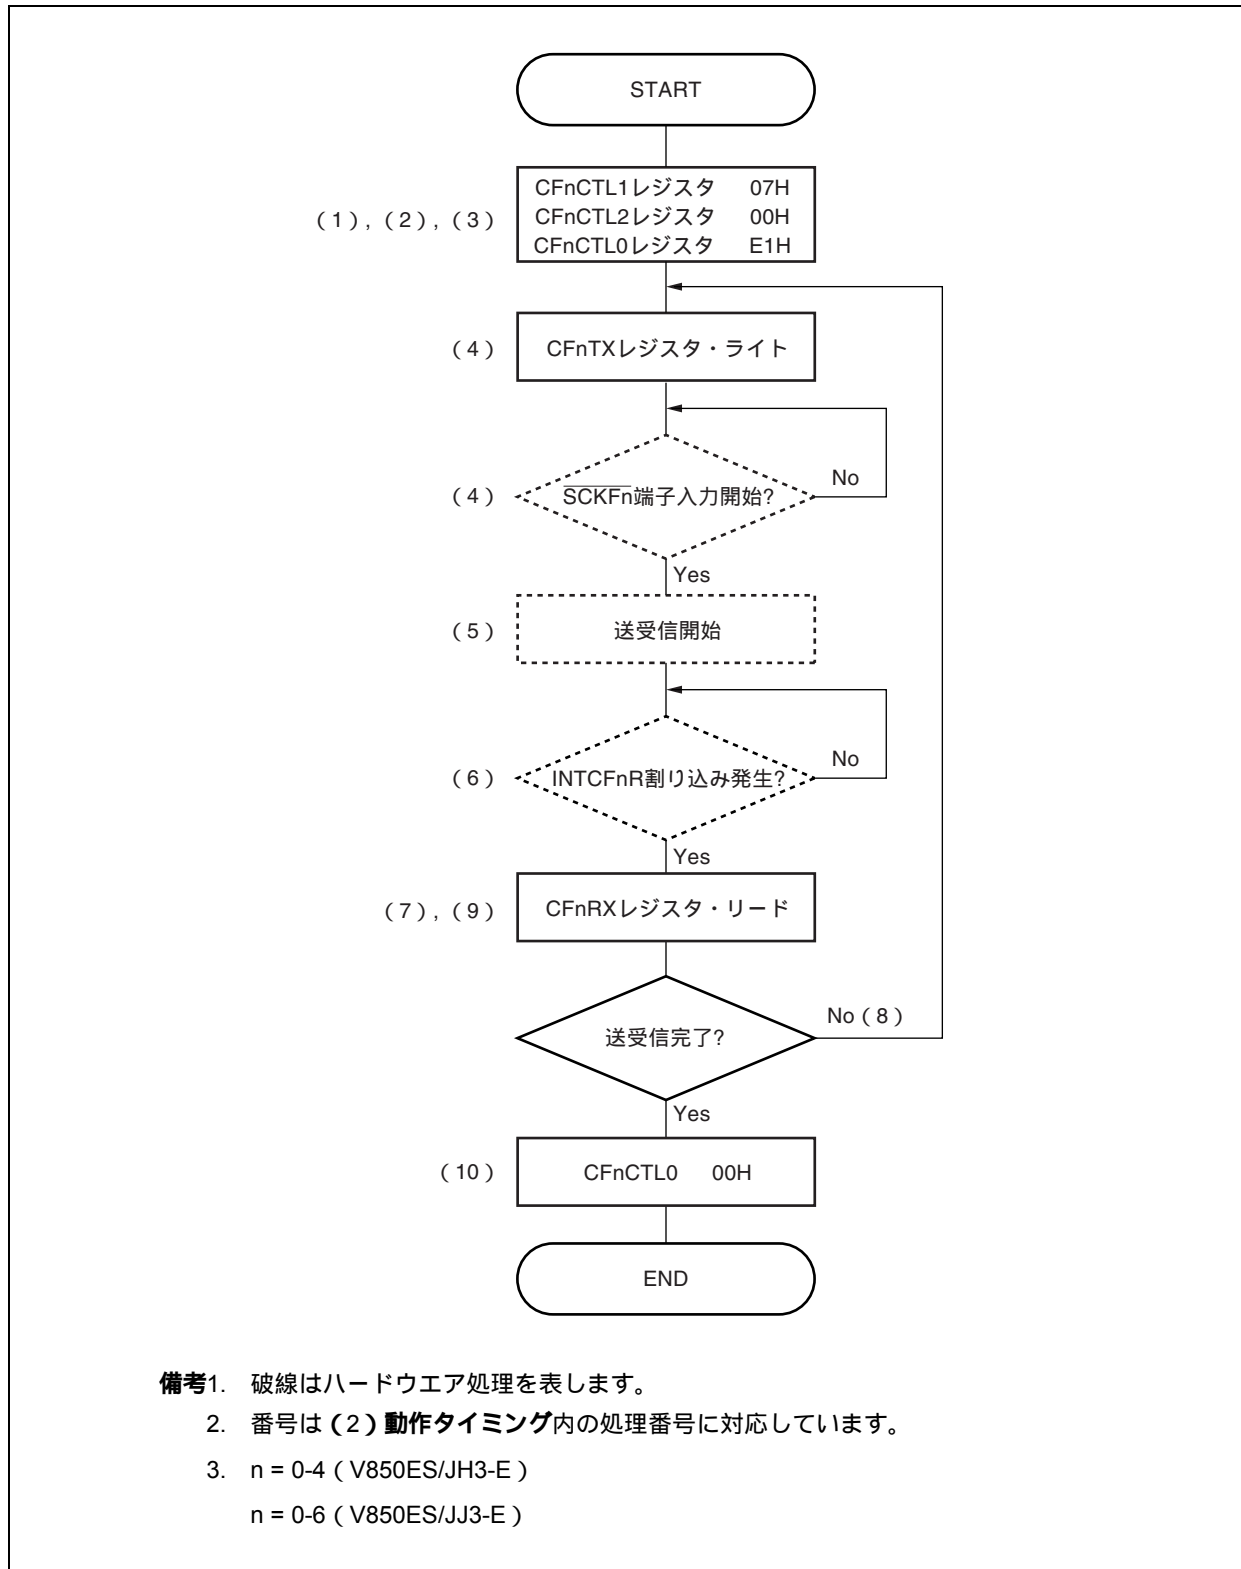 START
(1), (2), (3)
CFnCTL1レジスタ 07H
CFnCTL2レジスタ 00H
CFnCTL0レジスタ E1H
(4) CFnTXレジスタ・ライト
(4) SCKFn端子入力開始? No
Yes
(5) 送受信開始
(6) INTCFnR割り込み発生? No
Yes
(7), (9) CFnRXレジスタ・リード
送受信完了? No(8)
Yes
(10) CFnCTL0 00H
END
備考1. 破線はハードウエア処理を表します。
2. 番号は(2)動作タイミング内の処理番号に対応しています。
3. n = 0-4(V850ES/JH3-E)
n = 0-6(V850ES/JJ3-E)